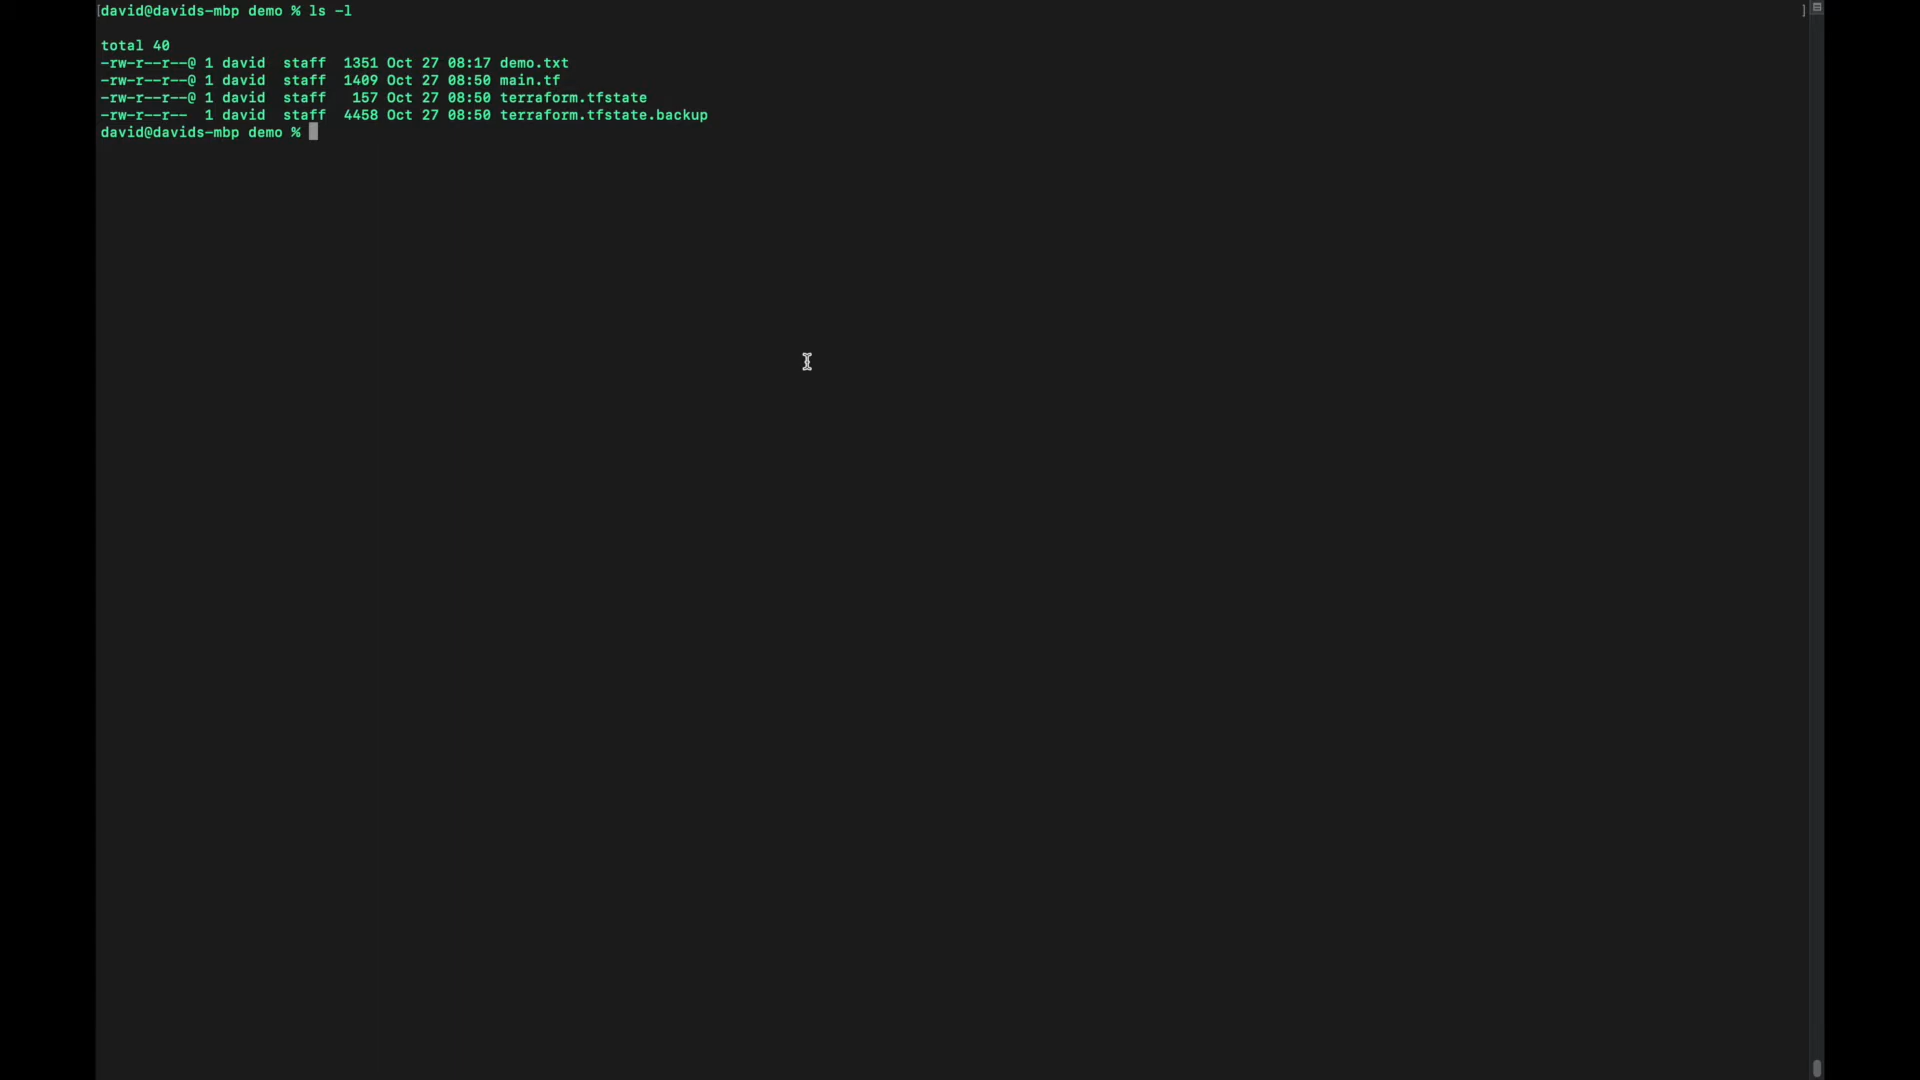 [david@davids-mbp demo % ls -l ]
total 40
-rw-r--r--@ 1 david  staff  1351 Oct 27 08:17 demo.txt
-rw-r--r--@ 1 david  staff  1409 Oct 27 08:50 main.tf
-rw-r--r--@ 1 david  staff   157 Oct 27 08:50 terraform.tfstate
-rw-r--r--  1 david  staff  4458 Oct 27 08:50 terraform.tfstate.backup
david@davids-mbp demo %